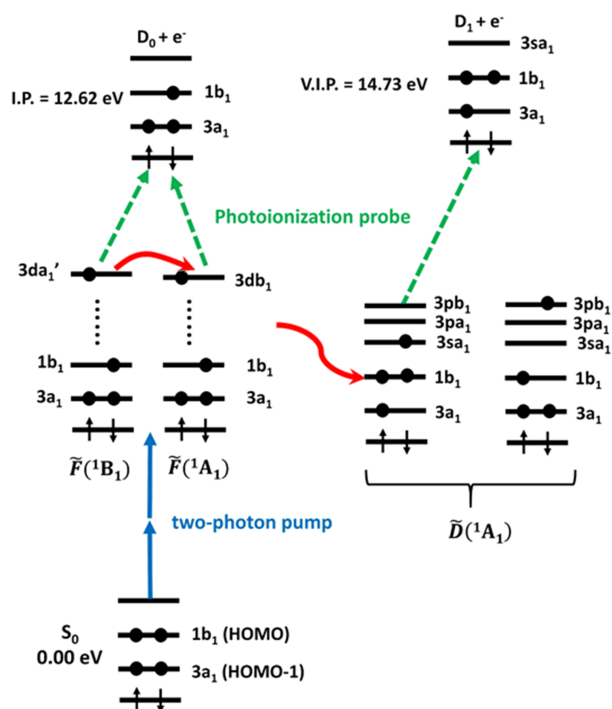 D₀ + e⁻
I.P. = 12.62 eV
1b₁
3a₁
D₁ + e⁻
3sa₁
V.I.P. = 14.73 eV
1b₁
3a₁
Photoionization probe
3da₁′
3db₁
1b₁
1b₁
3a₁
3a₁
F̃(¹B₁)
F̃(¹A₁)
3pb₁
3pa₁
3sa₁
1b₁
3a₁
3pb₁
3pa₁
3sa₁
1b₁
3a₁
D̃(¹A₁)
two-photon pump
S₀
0.00 eV
1b₁ (HOMO)
3a₁ (HOMO-1)